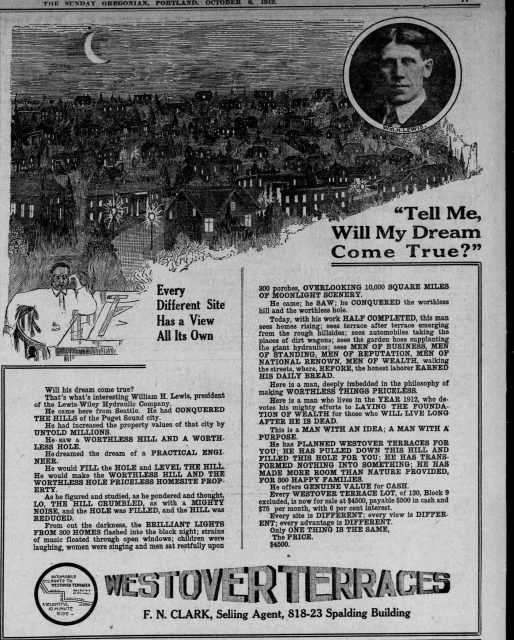 THE SUNDAY OREGONIAN, PORTLAND, OCTOBER 6, 1912.
WM. H. LEWIS
"Tell Me,
Will My Dream
Come True?"
Every
Different Site
Has a View
All Its Own
Will his dream come true?
That's what's interesting William H. Lewis, president
of the Lewis-Wiley Hydraulic Company.
He came here from Seattle. He had CONQUERED
THE HILLS of the Puget Sound city.
He had increased the property values of that city by
UNTOLD MILLIONS.
He saw a WORTHLESS HILL AND A WORTH-
LESS HOLE.
He dreamed the dream of a PRACTICAL ENGI-
NEER.
He would FILL the HOLE and LEVEL THE HILL.
He would make the WORTHLESS HILL AND THE
WORTHLESS HOLE PRICELESS HOMESITE PROP-
ERTY.
As he figured and studied, as he pondered and thought,
LO, THE HILL CRUMBLED, as with a MIGHTY
NOISE, and the HOLE was FILLED, and the HILL was
REDUCED.
From out the darkness, the BRILLIANT LIGHTS
FROM 300 HOMES flashed into the black night; strains
of music floated through open windows; children were
laughing, women were singing and men sat restfully upon
300 porches, OVERLOOKING 10,000 SQUARE MILES
OF MOONLIGHT SCENERY.
He came; he SAW; he CONQUERED the worthless
hill and the worthless hole.
Today, with his work HALF COMPLETED, this man
sees homes rising; sees terrace after terrace emerging
from the rough hillsides; sees automobiles taking the
places of dirt wagons; sees the garden hose supplanting
the giant hydraulics; sees MEN OF BUSINESS, MEN
OF STANDING, MEN OF REPUTATION, MEN OF
NATIONAL RENOWN, MEN OF WEALTH, walking
the streets, where, BEFORE, the honest laborer EARNED
HIS DAILY BREAD.
Here is a man, deeply imbedded in the philosophy of
making WORTHLESS THINGS PRICELESS.
Here is a man who lives in the YEAR 1912, who de-
votes his mighty efforts to LAYING THE FOUNDA-
TION OF WEALTH for those who WILL LIVE LONG
AFTER HE IS DEAD.
This is a MAN WITH AN IDEA; A MAN WITH A
PURPOSE.
He has PLANNED WESTOVER TERRACES FOR
YOU; HE HAS PULLED DOWN THIS HILL AND
FILLED THIS HOLE FOR YOU; HE HAS TRANS-
FORMED NOTHING INTO SOMETHING; HE HAS
MADE MORE ROOM THAN NATURE PROVIDED,
FOR 300 HAPPY FAMILIES.
He offers GENUINE VALUE for CASH.
Every WESTOVER TERRACE LOT, of 130, Block 9
excluded, is now for sale at $4500, payable $500 in cash and
$75 per month, with 6 per cent interest.
Every site is DIFFERENT; every view is DIFFER-
ENT; every advantage is DIFFERENT.
Only ONE THING IS THE SAME,
The PRICE.
$4500.
AUTOMOBILE
ROUTE TO
WESTOVER TERRACES
A DELIGHTFUL
10 MINUTE
RIDE
WESTOVER TERRACES
F. N. CLARK, Selling Agent, 818-23 Spalding Building